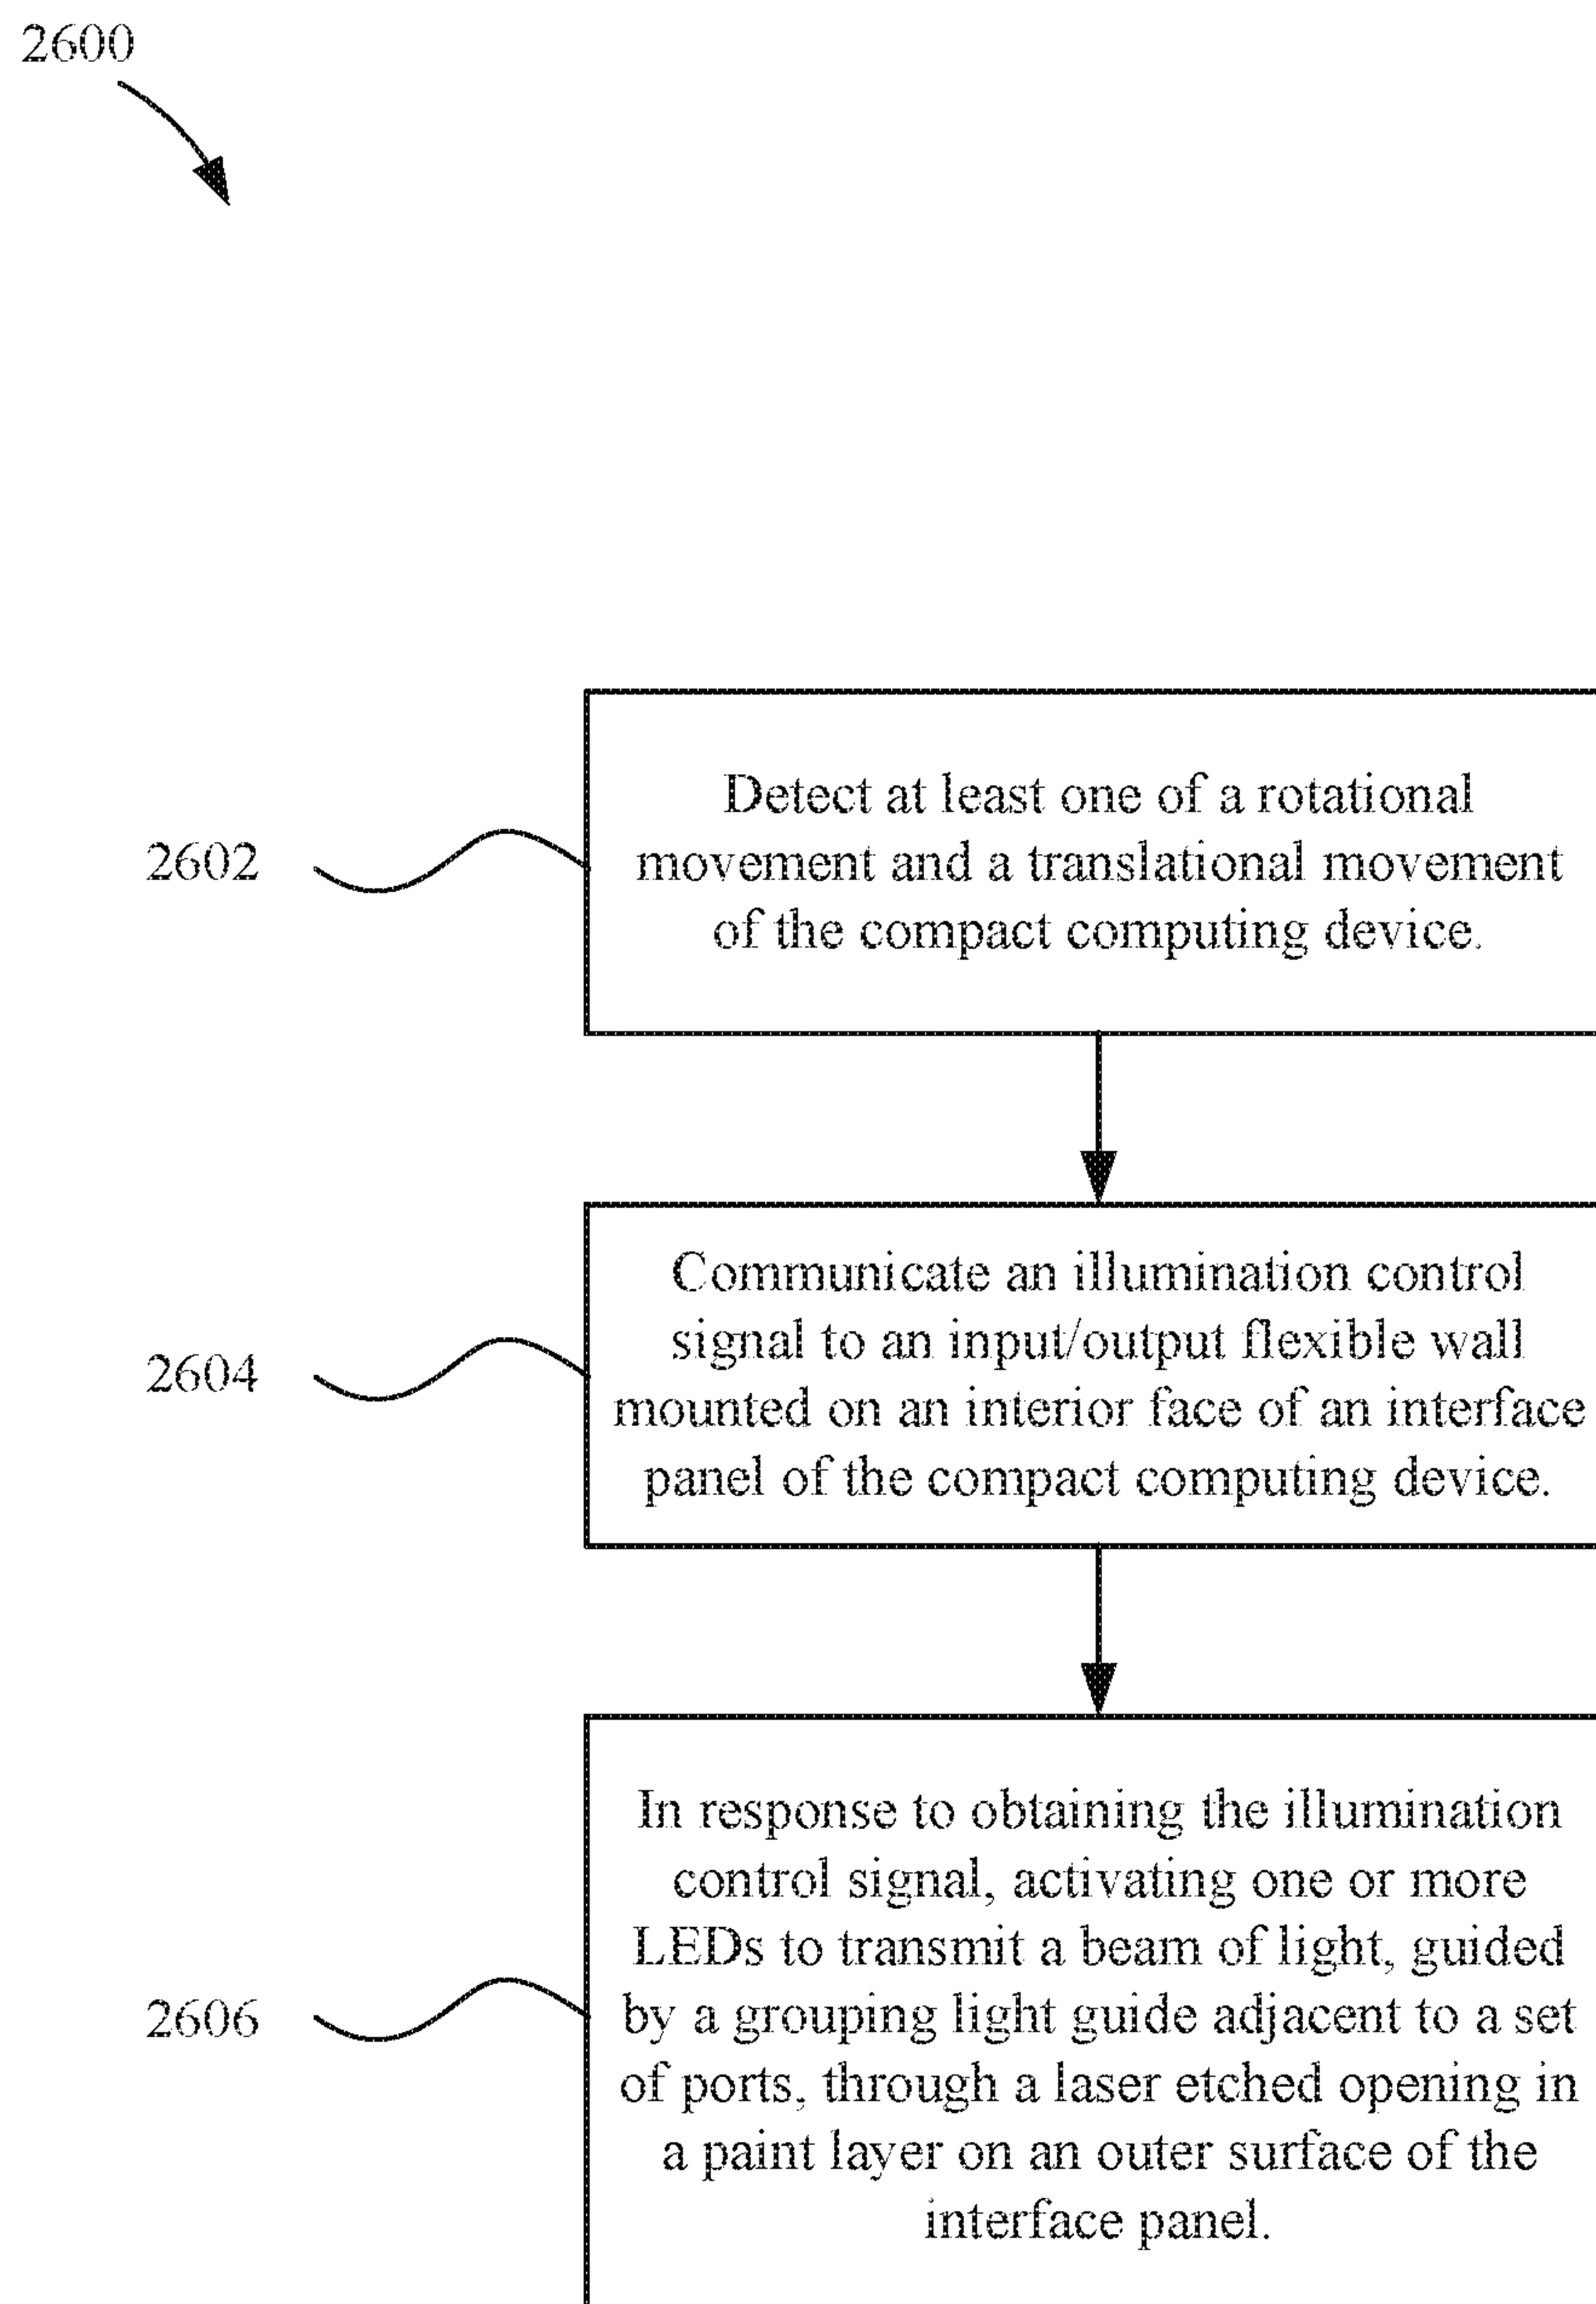 2600
2602
Detect at least one of a rotational
movement and a translational movement
of the compact computing device.
2604
Communicate an illumination control
signal to an input/output flexible wall
mounted on an interior face of an interface
panel of the compact computing device.
2606
In response to obtaining the illumination
control signal, activating one or more
LEDs to transmit a beam of light, guided
by a grouping light guide adjacent to a set
of ports, through a laser etched opening in
a paint layer on an outer surface of the
interface panel.